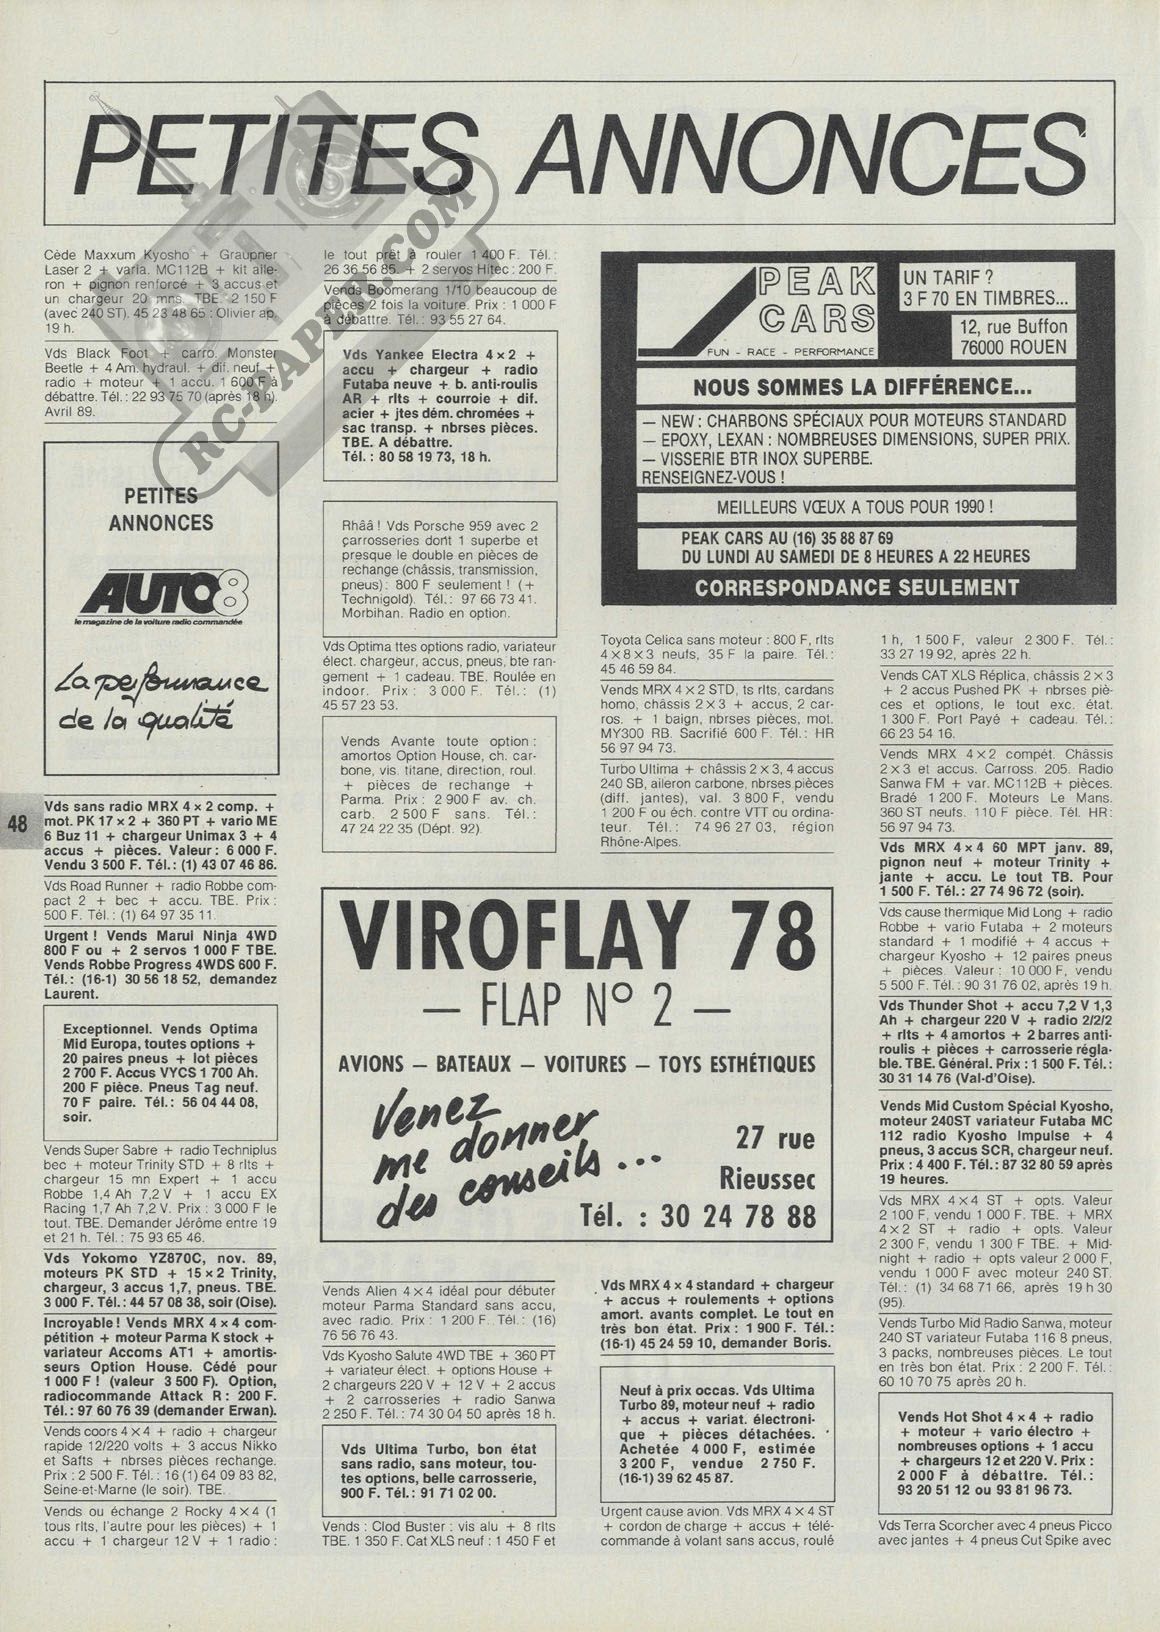 PETITES ANNONCES
RC-PAPER.COM
Cède Maxxum Kyosho + Graupner
Laser 2 + varia. MC112B + kit aile-
ron + pignon renforcé + 3 accus et
un chargeur 20 mns. TBE. 2 150 F
(avec 240 ST). 45 23 48 65 : Olivier ap.
19 h.
Vds Black Foot + carro. Monster
Beetle + 4 Am. hydraul. + dif. neuf +
radio + moteur + 1 accu. 1 600 F à
débattre. Tél. : 22 93 75 70 (après 18 h).
Avril 89.
PETITES
ANNONCES
AUTO8
le magazine de la voiture radio commandée
La performance
de la qualité
Vds sans radio MRX 4 × 2 comp. +
mot. PK 17 × 2 + 360 PT + vario ME
6 Buz 11 + chargeur Unimax 3 + 4
accus + pièces. Valeur : 6 000 F.
Vendu 3 500 F. Tél. : (1) 43 07 46 86.
48
Vds Road Runner + radio Robbe com-
pact 2 + bec + accu. TBE. Prix :
500 F. Tél. : (1) 64 97 35 11.
Urgent ! Vends Marui Ninja 4WD
800 F ou + 2 servos 1 000 F TBE.
Vends Robbe Progress 4WDS 600 F.
Tél. : (16-1) 30 56 18 52, demandez
Laurent.
Exceptionnel. Vends Optima
Mid Europa, toutes options +
20 paires pneus + lot pièces
2 700 F. Accus VYCS 1 700 Ah.
200 F pièce. Pneus Tag neuf.
70 F paire. Tél. : 56 04 44 08,
soir.
Vends Super Sabre + radio Techniplus
bec + moteur Trinity STD + 8 rlts +
chargeur 15 mn Expert + 1 accu
Robbe 1,4 Ah 7,2 V + 1 accu EX
Racing 1,7 Ah 7,2 V. Prix : 3 000 F le
tout. TBE. Demander Jérôme entre 19
et 21 h. Tél. : 75 93 65 46.
Vds Yokomo YZ870C, nov. 89,
moteurs PK STD + 15 × 2 Trinity,
chargeur, 3 accus 1,7, pneus. TBE.
3 000 F. Tél. : 44 57 08 38, soir (Oise).
Incroyable ! Vends MRX 4 × 4 com-
pétition + moteur Parma K stock +
variateur Accoms AT1 + amortis-
seurs Option House. Cédé pour
1 000 F ! (valeur 3 500 F). Option,
radiocommande Attack R : 200 F.
Tél. : 97 60 76 39 (demander Erwan).
Vends coors 4 × 4 + radio + chargeur
rapide 12/220 volts + 3 accus Nikko
et Safts + nbrses pièces rechange.
Prix : 2 500 F. Tél. : 16 (1) 64 09 83 82,
Seine-et-Marne (le soir). TBE.
Vends ou échange 2 Rocky 4 × 4 (1
tous rlts, l'autre pour les pièces) + 1
accu + 1 chargeur 12 V + 1 radio :
le tout prêt à rouler 1 400 F. Tél. :
26 36 56 85. + 2 servos Hitec : 200 F.
Vends Boomerang 1/10 beaucoup de
pièces 2 fois la voiture. Prix : 1 000 F
à débattre. Tél. : 93 55 27 64.
Vds Yankee Electra 4 × 2 +
accu + chargeur + radio
Futaba neuve + b. anti-roulis
AR + rlts + courroie + dif.
acier + jtes dém. chromées +
sac transp. + nbrses pièces.
TBE. A débattre.
Tél. : 80 58 19 73, 18 h.
Rhââ ! Vds Porsche 959 avec 2
carrosseries dont 1 superbe et
presque le double en pièces de
rechange (châssis, transmission,
pneus) : 800 F seulement ! (+
Technigold). Tél. : 97 66 73 41.
Morbihan. Radio en option.
Vds Optima ttes options radio, variateur
élect. chargeur, accus, pneus, bte ran-
gement + 1 cadeau. TBE. Roulée en
indoor. Prix : 3 000 F. Tél. : (1)
45 57 23 53.
Vends Avante toute option :
amortos Option House, ch. car-
bone, vis. titane, direction, roul.
+ pièces de rechange +
Parma. Prix : 2 900 F av. ch.
carb. 2 500 F sans. Tél. :
47 24 22 35 (Dépt. 92).
PEAK
CARS
FUN - RACE - PERFORMANCE
UN TARIF ?
3 F 70 EN TIMBRES...
12, rue Buffon
76000 ROUEN
NOUS SOMMES LA DIFFÉRENCE...
— NEW : CHARBONS SPÉCIAUX POUR MOTEURS STANDARD
— EPOXY, LEXAN : NOMBREUSES DIMENSIONS, SUPER PRIX.
— VISSERIE BTR INOX SUPERBE.
RENSEIGNEZ-VOUS !
MEILLEURS VŒUX A TOUS POUR 1990 !
PEAK CARS AU (16) 35 88 87 69
DU LUNDI AU SAMEDI DE 8 HEURES A 22 HEURES
CORRESPONDANCE SEULEMENT
Toyota Celica sans moteur : 800 F, rlts
4 × 8 × 3 neufs, 35 F la paire. Tél. :
45 46 59 84.
Vends MRX 4 × 2 STD, ts rlts, cardans
homo, châssis 2 × 3 + accus, 2 car-
ros. + 1 baign, nbrses pièces, mot.
MY300 RB. Sacrifié 600 F. Tél. : HR
56 97 94 73.
Turbo Ultima + châssis 2 × 3, 4 accus
240 SB, aileron carbone, nbrses pièces
(diff. jantes), val. 3 800 F, vendu
1 200 F ou éch. contre VTT ou ordina-
teur. Tél. : 74 96 27 03, région
Rhône-Alpes.
VIROFLAY 78
— FLAP N° 2 —
AVIONS — BATEAUX — VOITURES — TOYS ESTHÉTIQUES
Venez
me donner
des conseils...
27 rue
Rieussec
Tél. : 30 24 78 88
Vends Alien 4 × 4 idéal pour débuter
moteur Parma Standard sans accu,
avec radio. Prix : 1 200 F. Tél. : (16)
76 56 76 43.
Vds Kyosho Salute 4WD TBE + 360 PT
+ variateur élect. + options House +
2 chargeurs 220 V + 12 V + 2 accus
+ 2 carrosseries + radio Sanwa
2 250 F. Tél. : 74 30 04 50 après 18 h.
Vds Ultima Turbo, bon état
sans radio, sans moteur, tou-
tes options, belle carrosserie,
900 F. Tél. : 91 71 02 00.
Vends : Clod Buster : vis alu + 8 rlts
TBE. 1 350 F. Cat XLS neuf : 1 450 F et
Vds MRX 4 × 4 standard + chargeur
+ accus + roulements + options
amort. avants complet. Le tout en
très bon état. Prix : 1 900 F. Tél. :
(16-1) 45 24 59 10, demander Boris.
Neuf à prix occas. Vds Ultima
Turbo 89, moteur neuf + radio
+ accus + variat. électroni-
que + pièces détachées.
Achetée 4 000 F, estimée
3 200 F, vendue 2 750 F.
(16-1) 39 62 45 87.
Urgent cause avion. Vds MRX 4 × 4 ST
+ cordon de charge + accus + télé-
commande à volant sans accus, roulé
1 h, 1 500 F, valeur 2 300 F. Tél. :
33 27 19 92, après 22 h.
Vends CAT XLS Réplica, châssis 2 × 3
+ 2 accus Pushed PK + nbrses piè-
ces et options, le tout exc. état.
1 300 F. Port Payé + cadeau. Tél. :
66 23 54 16.
Vends MRX 4 × 2 compét. Châssis
2 × 3 et accus. Carross. 205. Radio
Sanwa FM + var. MC112B + pièces.
Bradé 1 200 F. Moteurs Le Mans.
360 ST neufs. 110 F pièce. Tél. HR :
56 97 94 73.
Vds MRX 4 × 4 60 MPT janv. 89,
pignon neuf + moteur Trinity +
jante + accu. Le tout TB. Pour
1 500 F. Tél. : 27 74 96 72 (soir).
Vds cause thermique Mid Long + radio
Robbe + vario Futaba + 2 moteurs
standard + 1 modifié + 4 accus +
chargeur Kyosho + 12 paires pneus
+ pièces. Valeur : 10 000 F, vendu
5 500 F. Tél. : 90 31 76 02, après 19 h.
Vds Thunder Shot + accu 7,2 V 1,3
Ah + chargeur 220 V + radio 2/2/2
+ rlts + 4 amortos + 2 barres anti-
roulis + pièces + carrosserie régla-
ble. TBE. Général. Prix : 1 500 F. Tél. :
30 31 14 76 (Val-d'Oise).
Vends Mid Custom Spécial Kyosho,
moteur 240ST variateur Futaba MC
112 radio Kyosho Impulse + 4
pneus, 3 accus SCR, chargeur neuf.
Prix : 4 400 F. Tél. : 87 32 80 59 après
19 heures.
Vds MRX 4 × 4 ST + opts. Valeur
2 100 F, vendu 1 000 F. TBE. + MRX
4 × 2 ST + radio + opts. Valeur
2 300 F, vendu 1 300 F TBE. + Mid-
night + radio + opts valeur 2 000 F,
vendu 1 000 F avec moteur 240 ST.
Tél. : (1) 34 68 71 66, après 19 h 30
(95).
Vends Turbo Mid Radio Sanwa, moteur
240 ST variateur Futaba 116 8 pneus,
3 packs, nombreuses pièces. Le tout
en très bon état. Prix : 2 200 F. Tél. :
60 10 70 75 après 20 h.
Vends Hot Shot 4 × 4 + radio
+ moteur + vario électro +
nombreuses options + 1 accu
+ chargeurs 12 et 220 V. Prix :
2 000 F à débattre. Tél. :
93 20 51 12 ou 93 81 96 73.
Vds Terra Scorcher avec 4 pneus Picco
avec jantes + 4 pneus Cut Spike avec